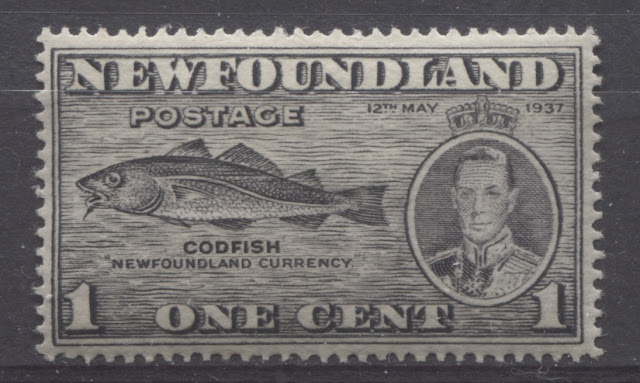 NEWFOUNDLAND
POSTAGE
12TH MAY 1937
CODFISH
"NEWFOUNDLAND CURRENCY"
1 ONE CENT 1